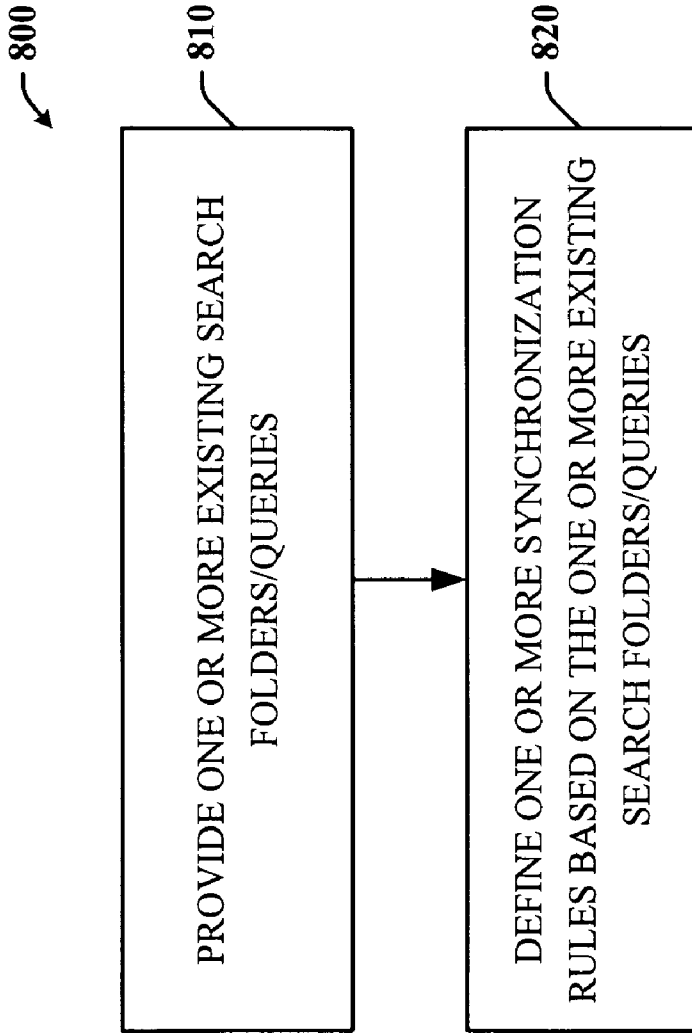 800
810
PROVIDE ONE OR MORE EXISTING SEARCH
FOLDERS/QUERIES
820
DEFINE ONE OR MORE SYNCHRONIZATION
RULES BASED ON THE ONE OR MORE EXISTING
SEARCH FOLDERS/QUERIES